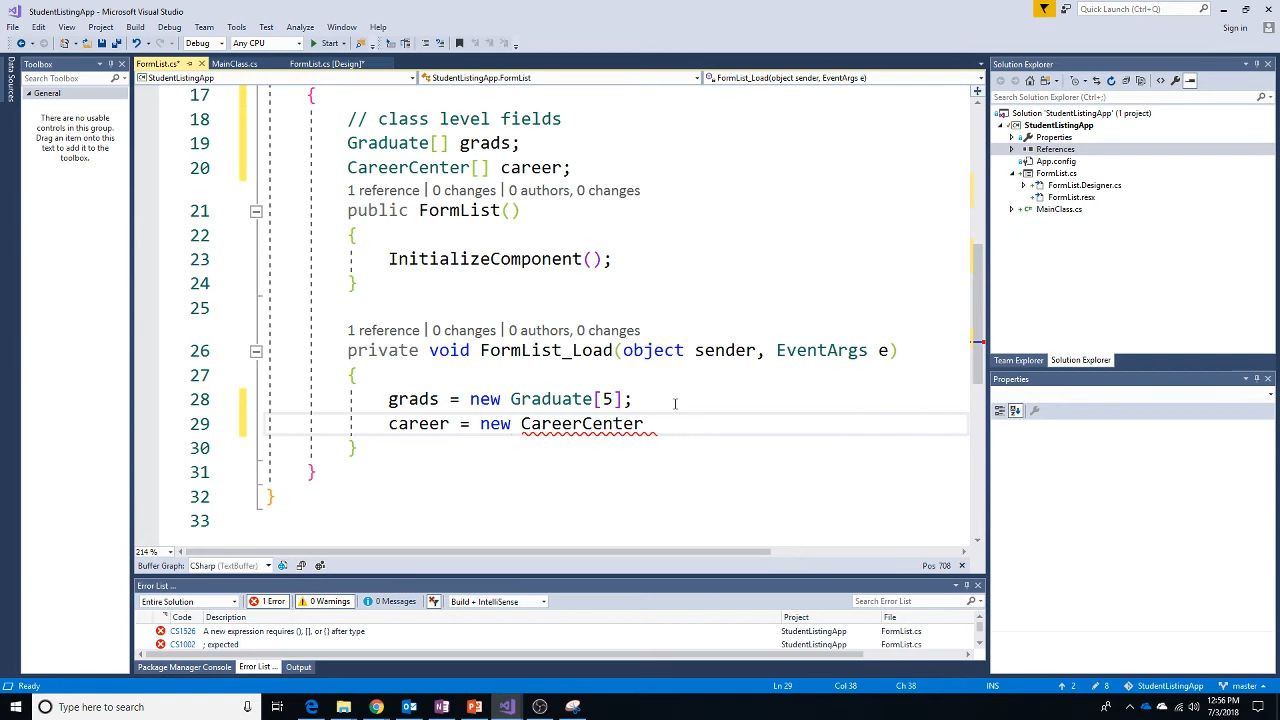 StudentListingApp - Microsoft Visual Studio
Quick Launch (Ctrl+Q)
File Edit View Project Build Debug Team Tools Test Analyze Window Help
Sign in
Debug Any CPU Start
Toolbox
Search Toolbox
General
There are no usable
controls in this group.
Drag an item onto this
text to add it to the
toolbox.
Data Sources
FormList.cs* MainClass.cs FormList.cs [Design]*
StudentListingApp StudentListingApp.FormList FormList_Load(object sender, EventArgs e)
17 {
18 // class level fields
19 Graduate[] grads;
20 CareerCenter[] career;
1 reference | 0 changes | 0 authors, 0 changes
21 public FormList()
22 {
23 InitializeComponent();
24 }
25
1 reference | 0 changes | 0 authors, 0 changes
26 private void FormList_Load(object sender, EventArgs e)
27 {
28 grads = new Graduate[5];
29 career = new CareerCenter
30 }
31 }
32 }
33
214 %
Buffer Graph: CSharp (TextBuffer) Pos 708
Error List ...
Entire Solution 1 Error 0 Warnings 0 Messages Build + IntelliSense Search Error List
Code Description Project File
CS1526 A new expression requires (), [], or {} after type StudentListingApp FormList.cs
CS1002 ; expected StudentListingApp FormList.cs
Package Manager Console Error List ... Output
Solution Explorer
Search Solution Explorer (Ctrl+;)
Solution 'StudentListingApp' (1 project)
StudentListingApp
Properties
References
App.config
FormList.cs
FormList.Designer.cs
FormList.resx
MainClass.cs
Team Explorer Solution Explorer
Properties
Ready Ln 29 Col 38 Ch 38 INS 2 8 StudentListingApp master
Type here to search
12:56 PM
7/3/2018